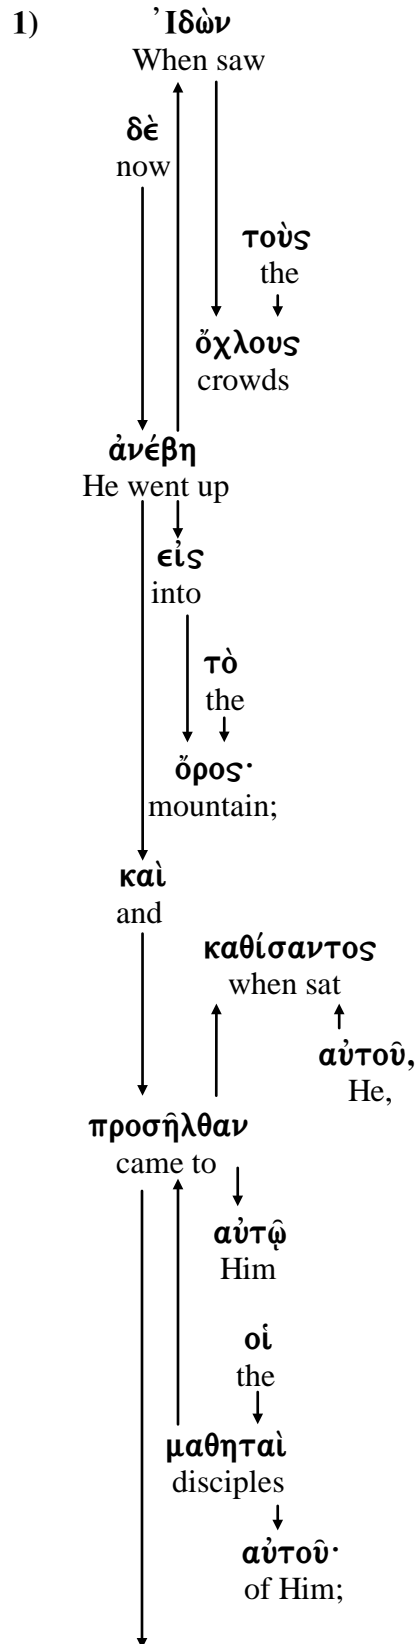 1) Ἰδὼν
When saw
δὲ
now
τοὺς
the
ὄχλους
crowds
ἀνέβη
He went up
εἰς
into
τὸ
the
ὄρος·
mountain;
καὶ
and
καθίσαντος
when sat
αὐτοῦ,
He,
προσῆλθαν
came to
αὐτῷ
Him
οἱ
the
μαθηταὶ
disciples
αὐτοῦ·
of Him;